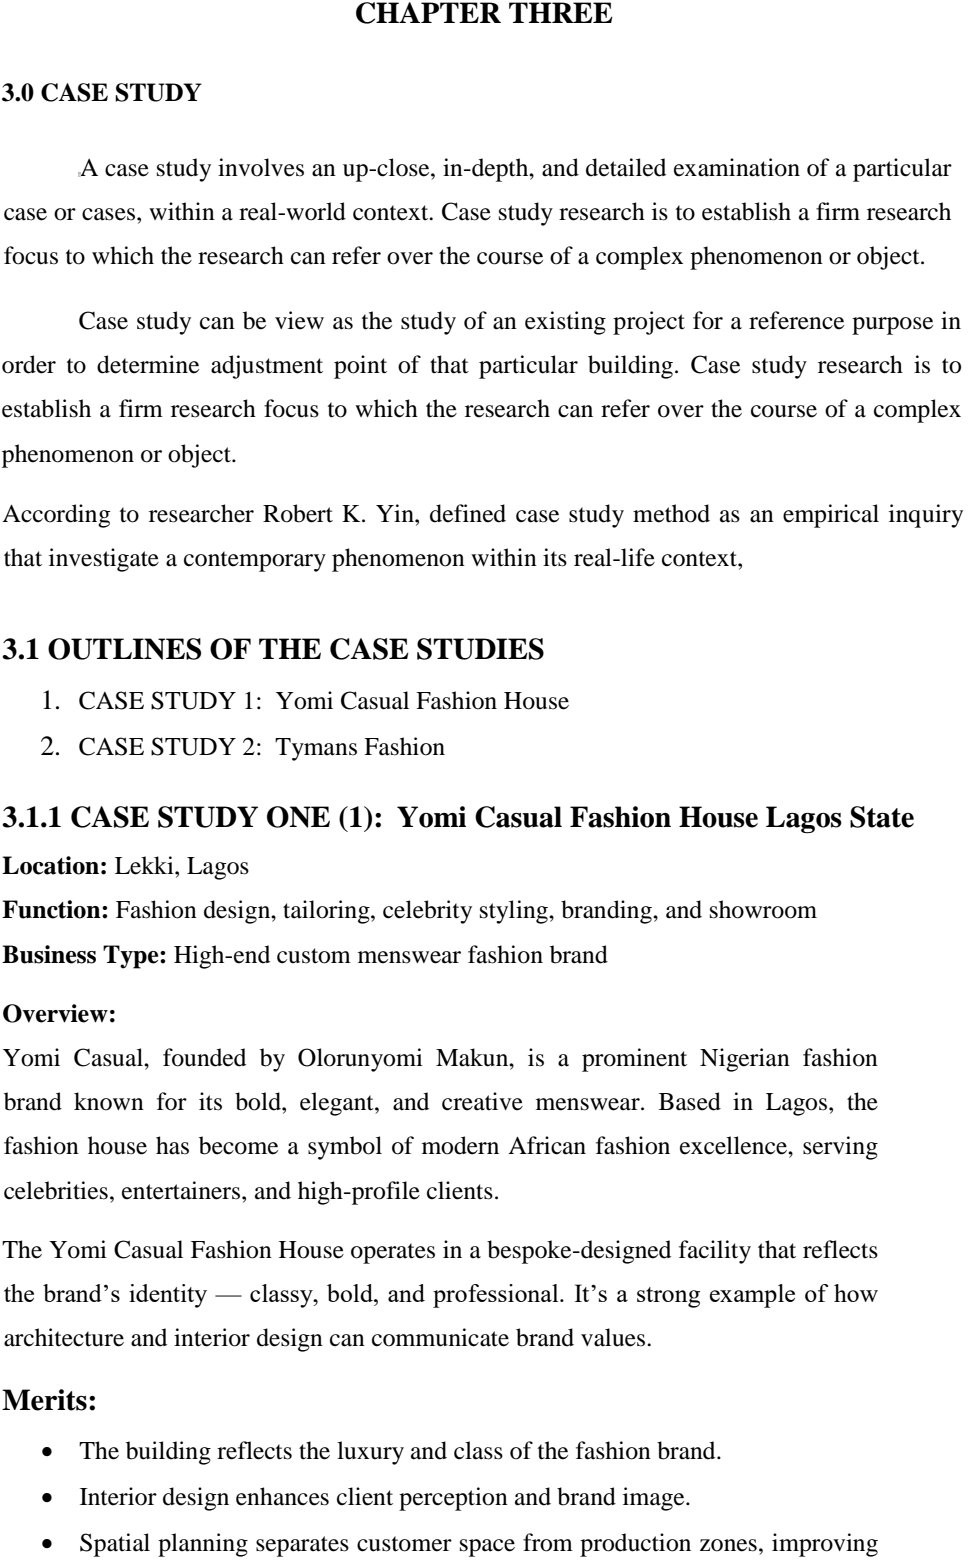 CHAPTER THREE
3.0 CASE STUDY
A case study involves an up-close, in-depth, and detailed examination of a particular
case or cases, within a real-world context. Case study research is to establish a firm research
focus to which the research can refer over the course of a complex phenomenon or object.
Case study can be view as the study of an existing project for a reference purpose in
order to determine adjustment point of that particular building. Case study research is to
establish a firm research focus to which the research can refer over the course of a complex
phenomenon or object.
According to researcher Robert K. Yin, defined case study method as an empirical inquiry
that investigate a contemporary phenomenon within its real-life context,
3.1 OUTLINES OF THE CASE STUDIES
1. CASE STUDY 1: Yomi Casual Fashion House
2. CASE STUDY 2: Tymans Fashion
3.1.1 CASE STUDY ONE (1): Yomi Casual Fashion House Lagos State
Location: Lekki, Lagos
Function: Fashion design, tailoring, celebrity styling, branding, and showroom
Business Type: High-end custom menswear fashion brand
Overview:
Yomi Casual, founded by Olorunyomi Makun, is a prominent Nigerian fashion
brand known for its bold, elegant, and creative menswear. Based in Lagos, the
fashion house has become a symbol of modern African fashion excellence, serving
celebrities, entertainers, and high-profile clients.
The Yomi Casual Fashion House operates in a bespoke-designed facility that reflects
the brand’s identity — classy, bold, and professional. It’s a strong example of how
architecture and interior design can communicate brand values.
Merits:
• The building reflects the luxury and class of the fashion brand.
• Interior design enhances client perception and brand image.
• Spatial planning separates customer space from production zones, improving